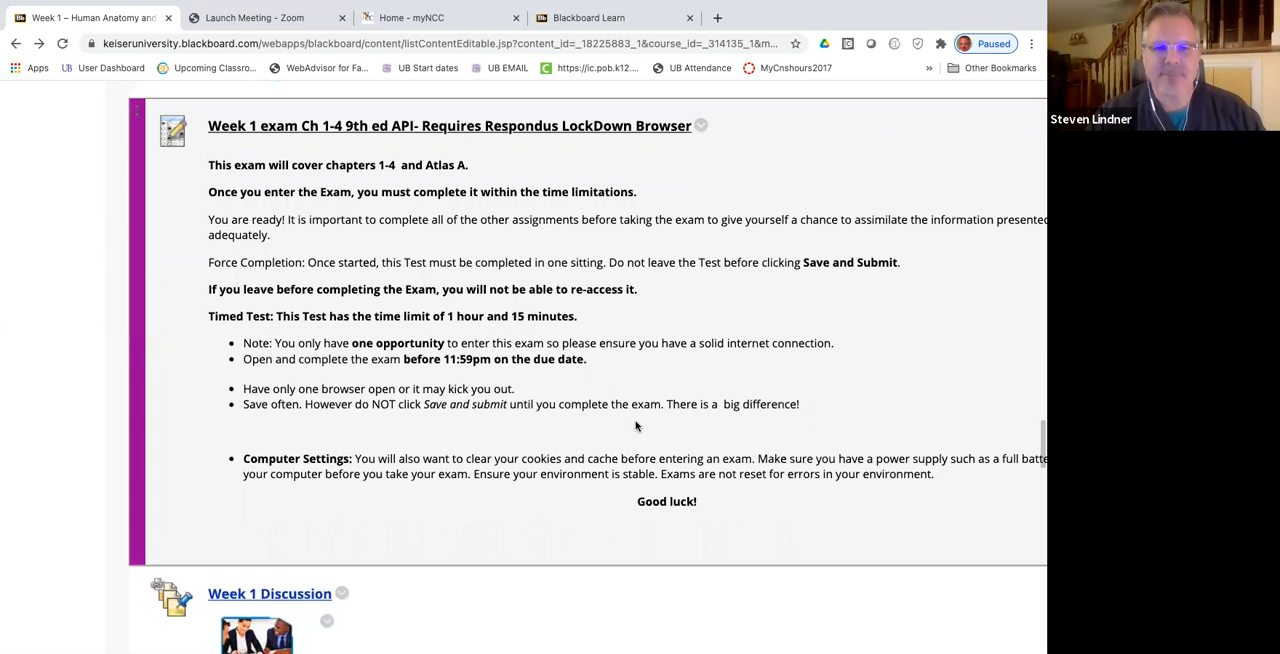 Week 1 – Human Anatomy and
Launch Meeting - Zoom
Home - myNCC
Blackboard Learn
keiseruniversity.blackboard.com/webapps/blackboard/content/listContentEditable.jsp?content_id=_18225883_1&course_id=_314135_1&m...
Paused
Apps
User Dashboard
Upcoming Classro...
WebAdvisor for Fa...
UB Start dates
UB EMAIL
https://ic.pob.k12....
UB Attendance
MyCnshours2017
»
Other Bookmarks
Steven Lindner
Week 1 exam Ch 1-4 9th ed API- Requires Respondus LockDown Browser
This exam will cover chapters 1-4 and Atlas A.
Once you enter the Exam, you must complete it within the time limitations.
You are ready! It is important to complete all of the other assignments before taking the exam to give yourself a chance to assimilate the information presented
adequately.
Force Completion: Once started, this Test must be completed in one sitting. Do not leave the Test before clicking Save and Submit.
If you leave before completing the Exam, you will not be able to re-access it.
Timed Test: This Test has the time limit of 1 hour and 15 minutes.
• Note: You only have one opportunity to enter this exam so please ensure you have a solid internet connection.
• Open and complete the exam before 11:59pm on the due date.
• Have only one browser open or it may kick you out.
• Save often. However do NOT click Save and submit until you complete the exam. There is a big difference!
• Computer Settings: You will also want to clear your cookies and cache before entering an exam. Make sure you have a power supply such as a full batte
your computer before you take your exam. Ensure your environment is stable. Exams are not reset for errors in your environment.
Good luck!
Week 1 Discussion